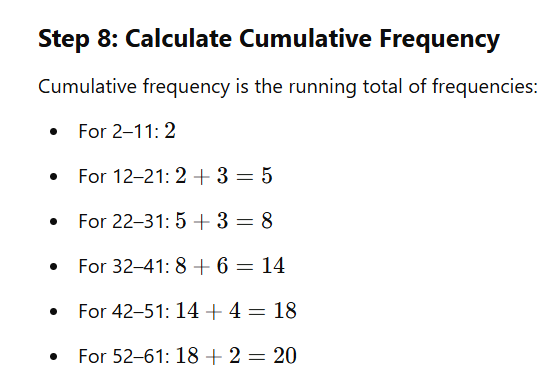 Step 8: Calculate Cumulative Frequency
Cumulative frequency is the running total of frequencies:
• For 2–11: 2
• For 12–21: 2 + 3 = 5
• For 22–31: 5 + 3 = 8
• For 32–41: 8 + 6 = 14
• For 42–51: 14 + 4 = 18
• For 52–61: 18 + 2 = 20